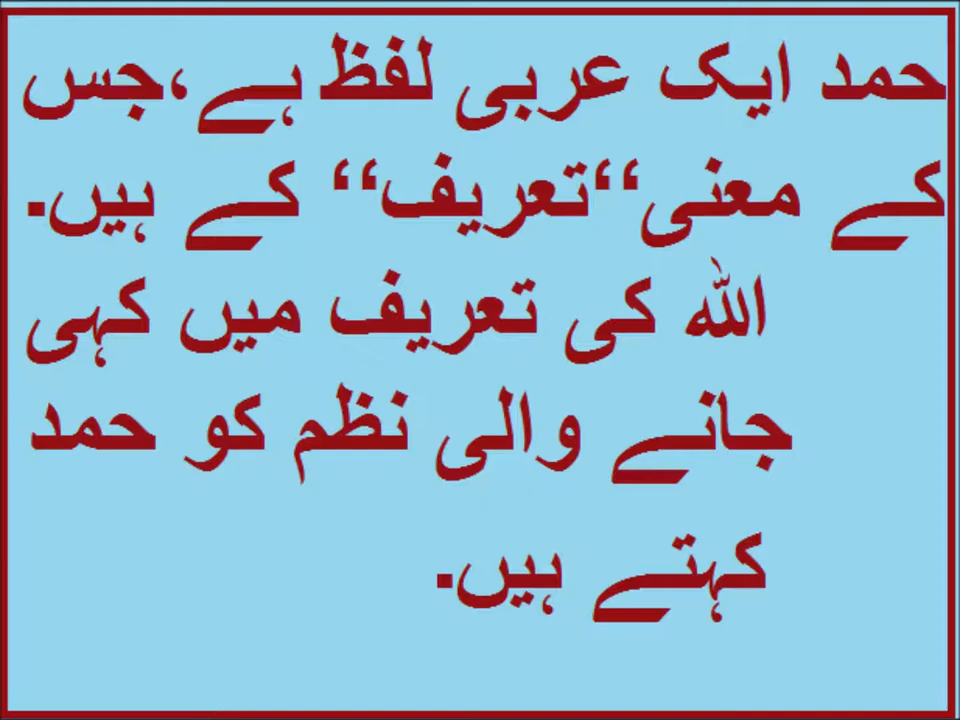 حمد ایک عربی لفظ ہے،جس
کے معنی‘‘تعریف‘‘ کے ہیں۔
اللہ کی تعریف میں کہی
جانے والی نظم کو حمد
کہتے ہیں۔